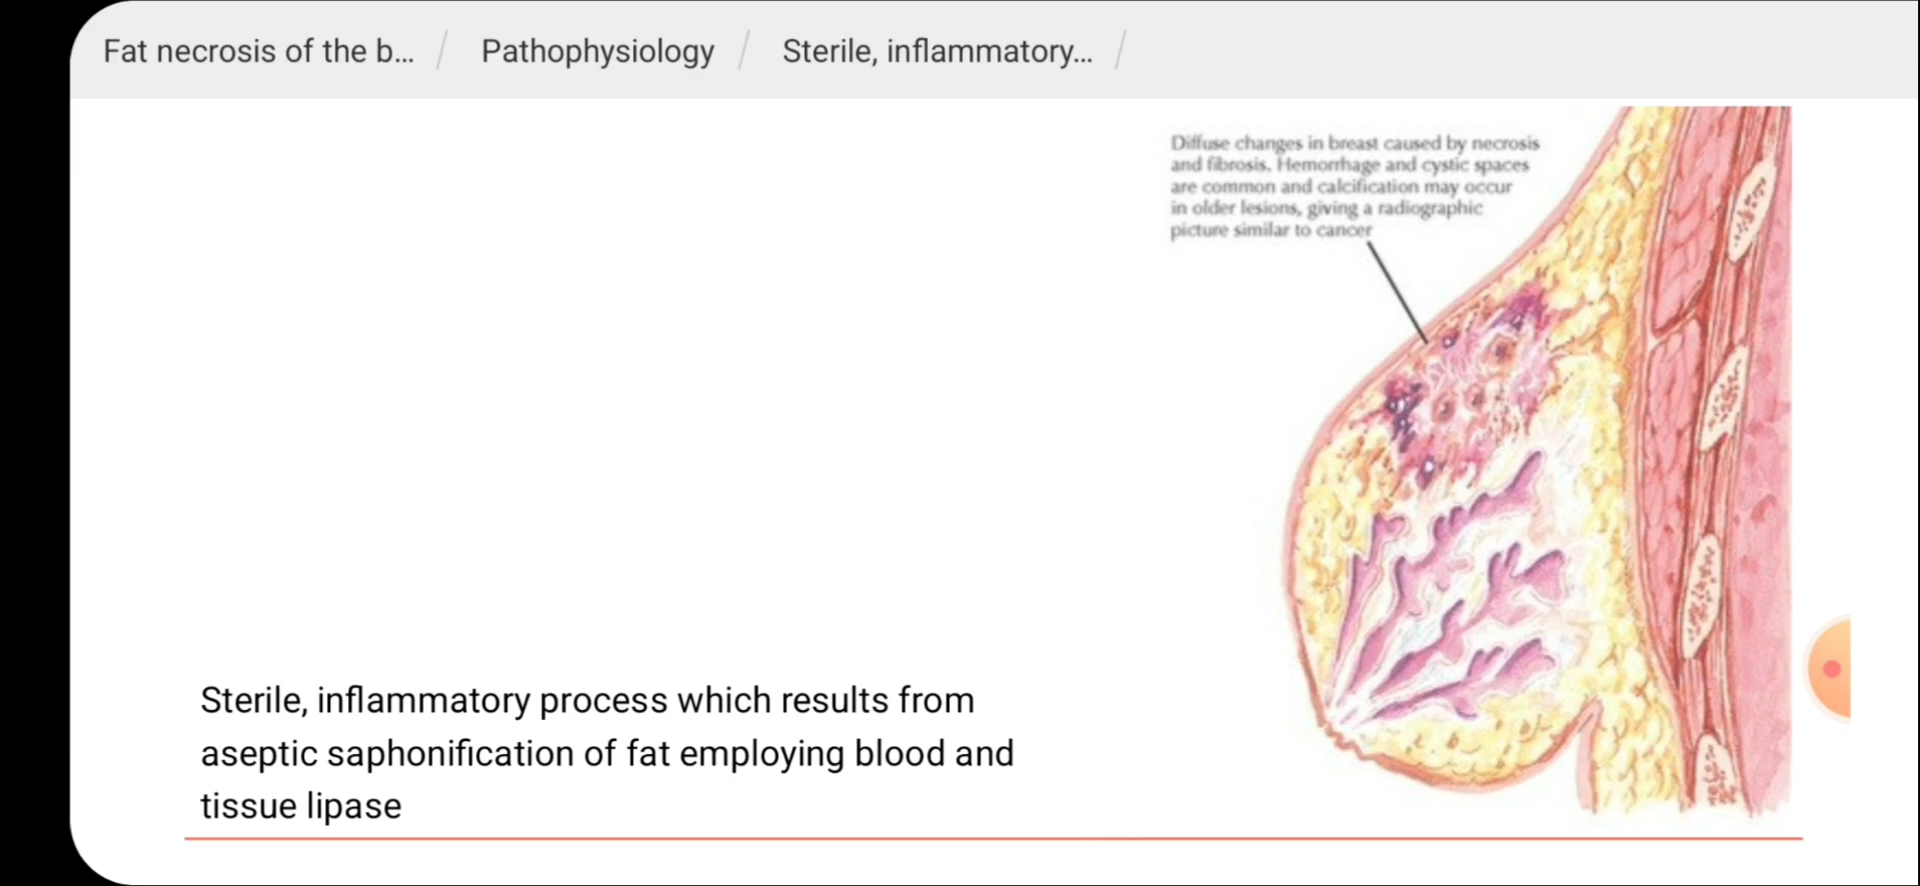 Fat necrosis of the b... / Pathophysiology / Sterile, inflammatory... /
Diffuse changes in breast caused by necrosis
and fibrosis. Hemorrhage and cystic spaces
are common and calcification may occur
in older lesions, giving a radiographic
picture similar to cancer
Sterile, inflammatory process which results from
aseptic saphonification of fat employing blood and
tissue lipase